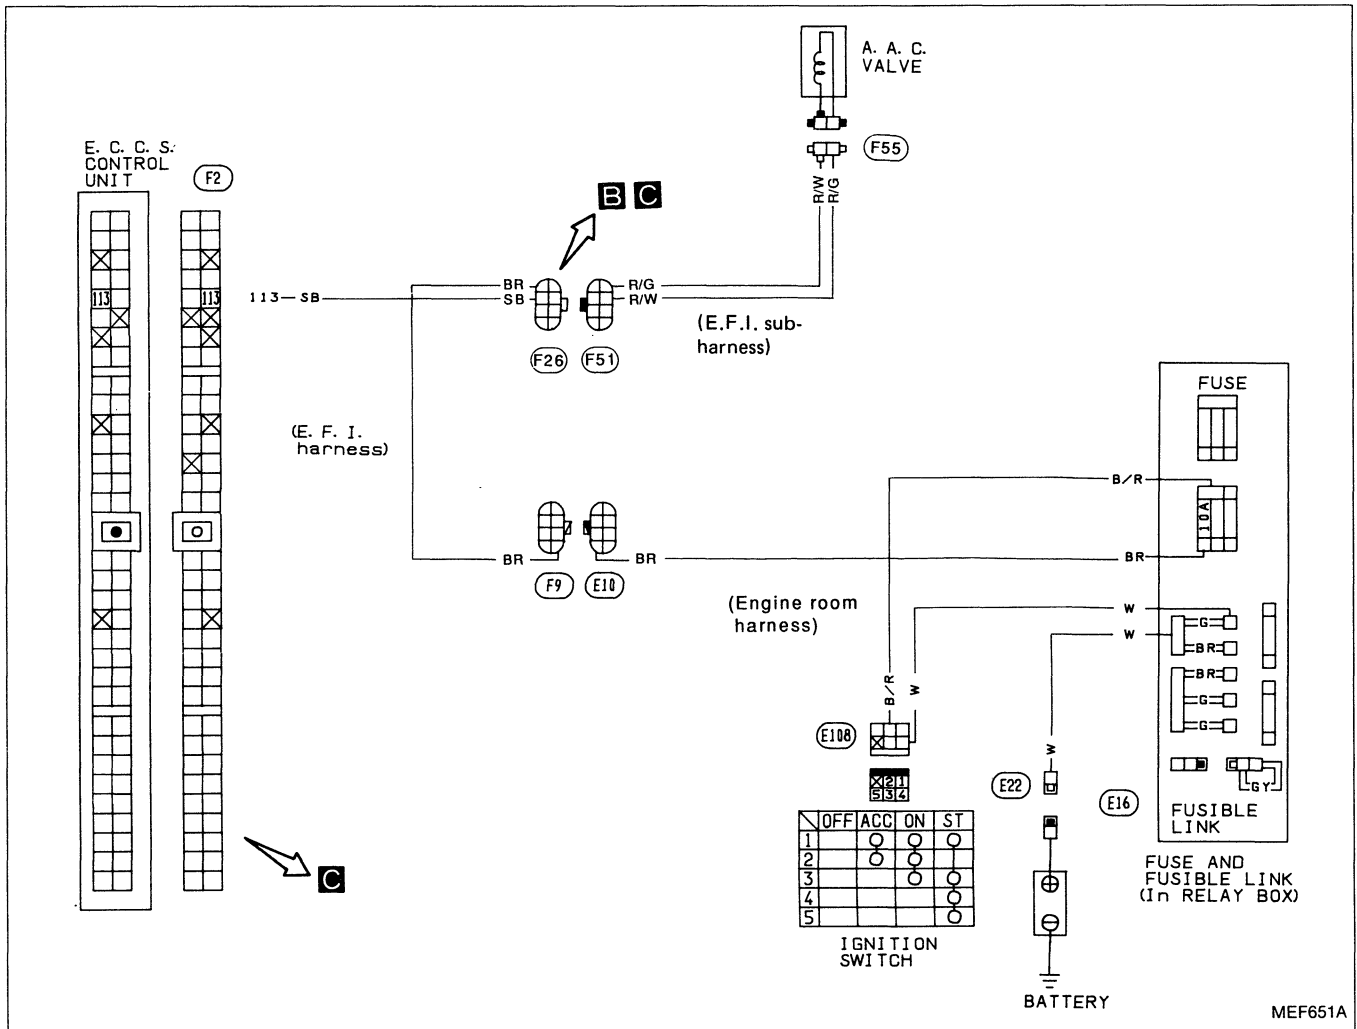 A. A. C.
VALVE
F55
R/W
R/G
E. C. C. S.
CONTROL
UNIT
F2
B C
113
113
113 SB
BR
SB
R/G
R/W
F26
F51
(E.F.I. sub-
harness)
(E. F. I.
harness)
FUSE
B/R
10A
BR
BR
BR
F9
E10
(Engine room
harness)
W
W
G
BR
BR
G
G
B/R
W
E108
X 2 1
5 3 4
W
E22
E16
GY
FUSIBLE
LINK
OFF ACC ON ST
1
2
3
4
5
IGNITION
SWITCH
FUSE AND
FUSIBLE LINK
(In RELAY BOX)
C
BATTERY
MEF651A